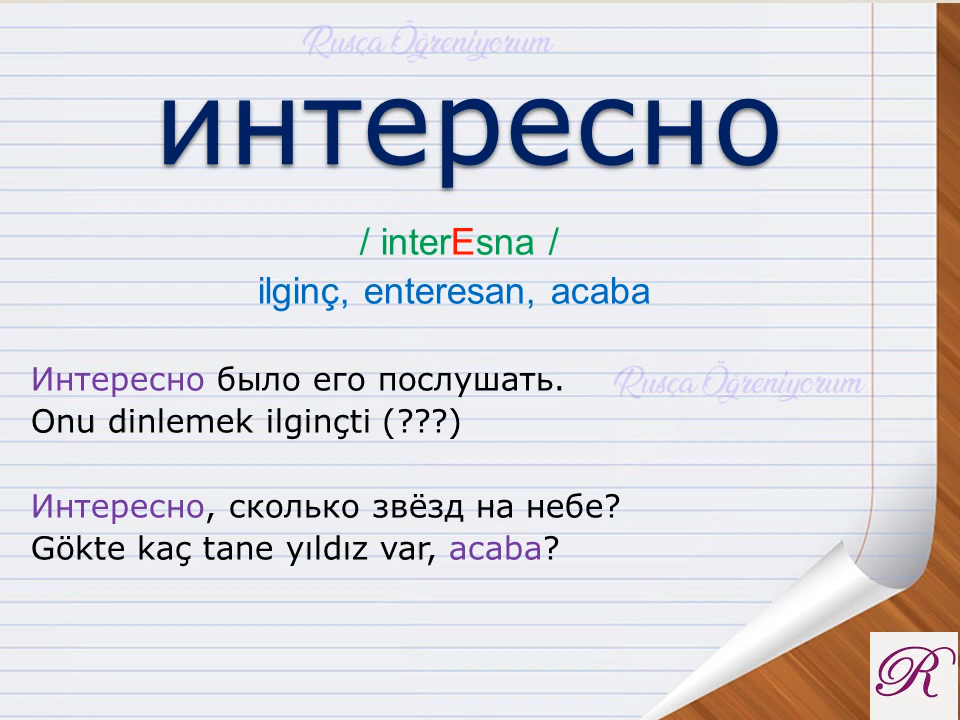 Rusça Öğreniyorum
интересно
/ interEsna /
ilginç, enteresan, acaba
Интересно было его послушать.
Rusça Öğreniyorum
Onu dinlemek ilginçti (???)
Интересно, сколько звёзд на небе?
Gökte kaç tane yıldız var, acaba?
R